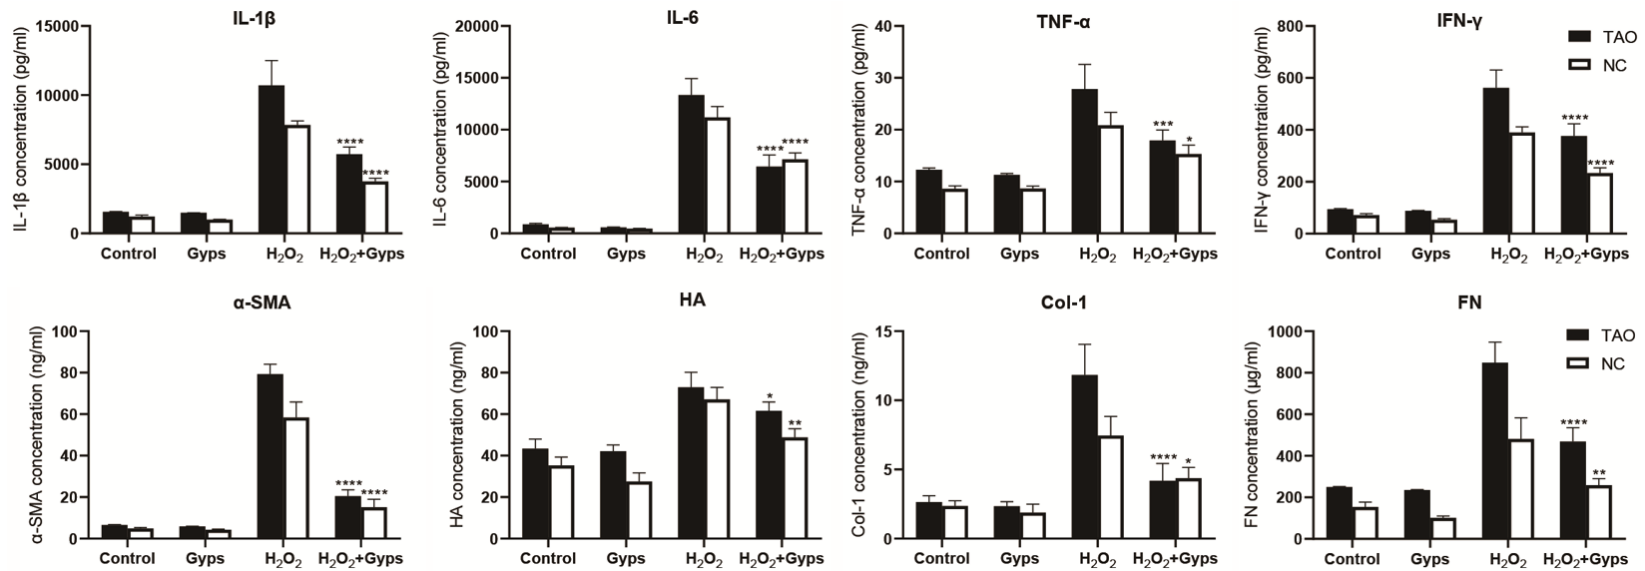 IL-1β
IL-1β concentration (pg/ml)
15000
10000
5000
0
****
****
Control Gyps H₂O₂ H₂O₂+Gyps
IL-6
IL-6 concentration (pg/ml)
20000
15000
10000
5000
0
**** ****
Control Gyps H₂O₂ H₂O₂+Gyps
TNF-α
TNF-α concentration (pg/ml)
40
30
20
10
0
*** *
Control Gyps H₂O₂ H₂O₂+Gyps
IFN-γ
IFN-γ concentration (pg/ml)
800
600
400
200
0
****
****
Control Gyps H₂O₂ H₂O₂+Gyps
TAO
NC
α-SMA
α-SMA concentration (ng/ml)
100
80
60
40
20
0
**** ****
Control Gyps H₂O₂ H₂O₂+Gyps
HA
HA concentration (ng/ml)
100
80
60
40
20
0
*
**
Control Gyps H₂O₂ H₂O₂+Gyps
Col-1
Col-1 concentration (ng/ml)
15
10
5
0
**** *
Control Gyps H₂O₂ H₂O₂+Gyps
FN
FN concentration (μg/ml)
1000
800
600
400
200
0
****
**
Control Gyps H₂O₂ H₂O₂+Gyps
TAO
NC